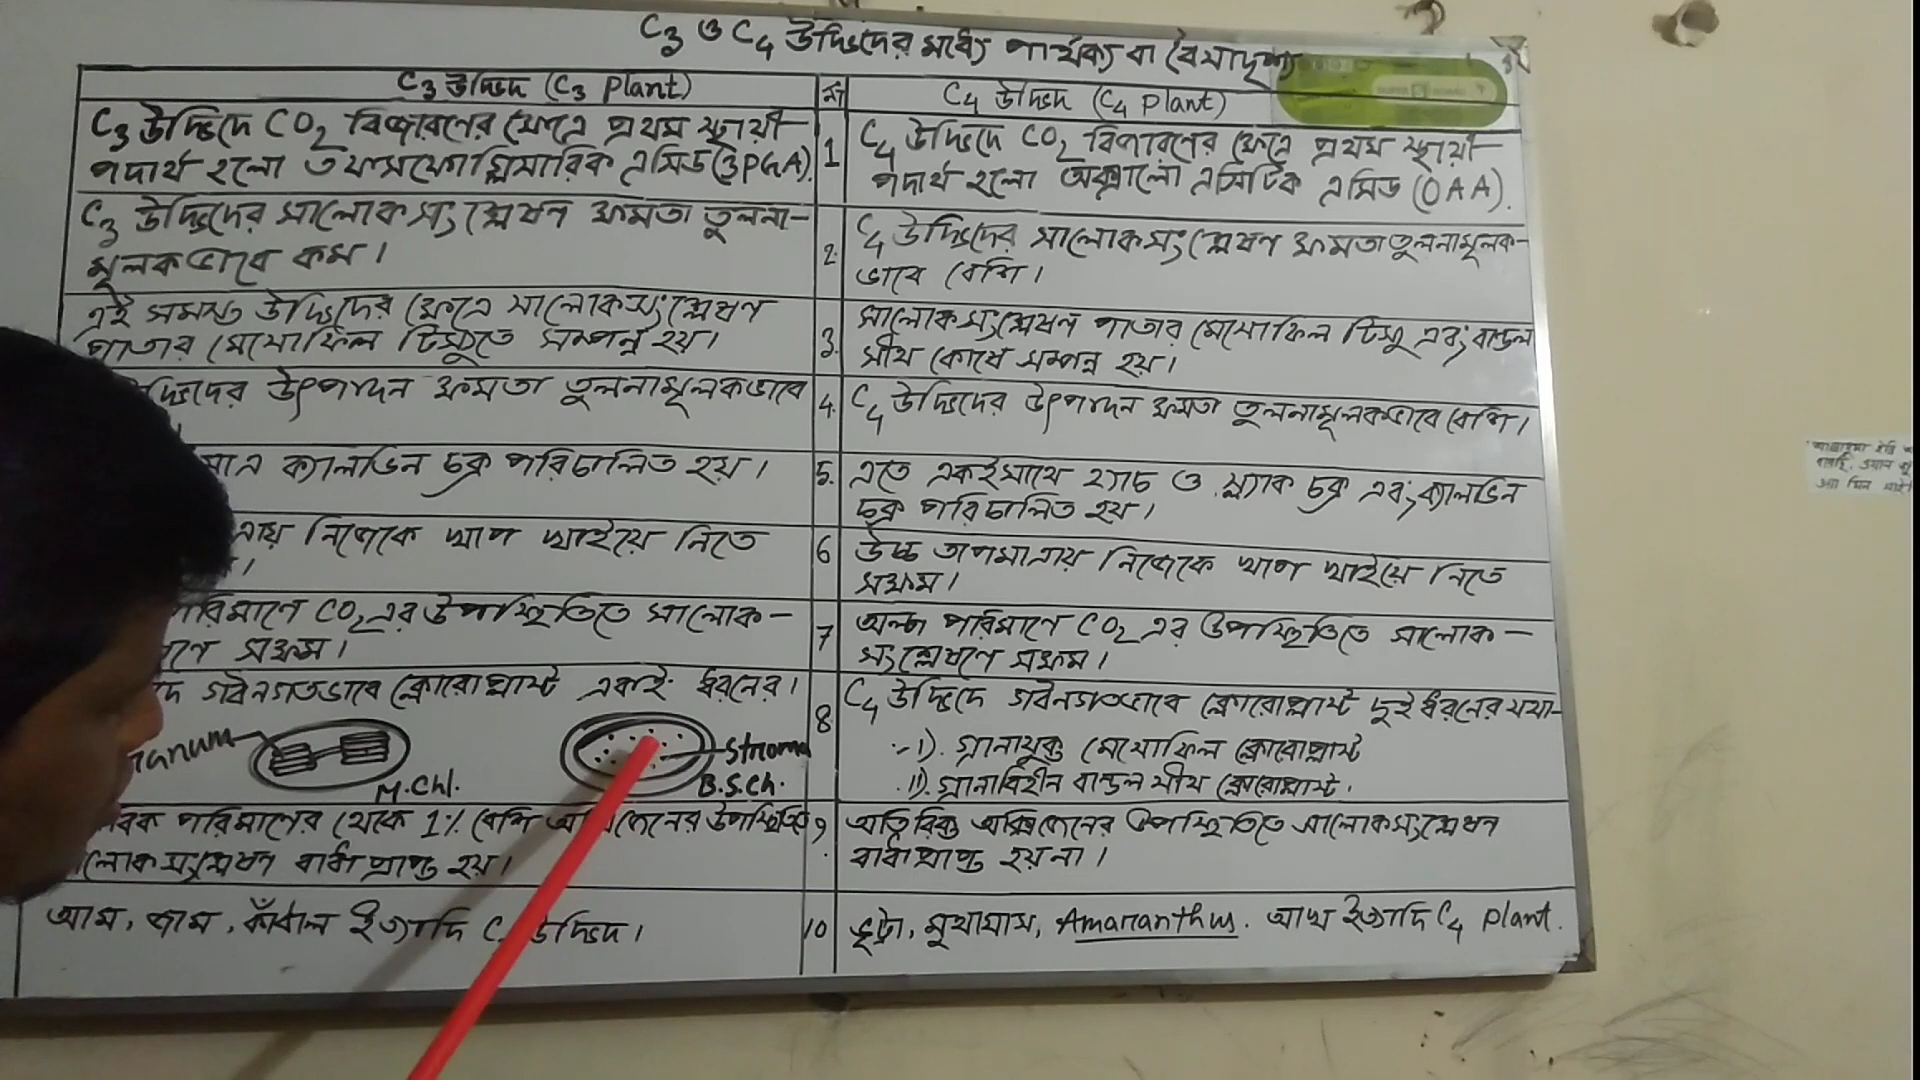 C3 ও C4 উদ্ভিদের মধ্যে পার্থক্য বা বৈসাদৃশ্য
C3 উদ্ভিদ (C3 Plant)
নং
C4 উদ্ভিদ (C4 Plant)
C3 উদ্ভিদে CO2 বিজারণের ক্ষেত্রে প্রথম স্থায়ী
পদার্থ হলো ৩ ফসফোগ্লিসারিক এসিড (3PGA).
1
C4 উদ্ভিদে CO2 বিজারণের ক্ষেত্রে প্রথম স্থায়ী
পদার্থ হলো অক্সালো এসিটিক এসিড (OAA).
C3 উদ্ভিদের সালোকসংশ্লেষণ ক্ষমতা তুলনা-
মূলকভাবে কম।
2.
C4 উদ্ভিদের সালোকসংশ্লেষণ ক্ষমতা তুলনামূলক-
ভাবে বেশি।
এই সমস্ত উদ্ভিদের ক্ষেত্রে সালোকসংশ্লেষণ
পাতার মেসোফিল টিস্যুতে সম্পন্ন হয়।
3.
সালোকসংশ্লেষণ পাতার মেসোফিল টিস্যু এবং বান্ডল
সীথ কোষে সম্পন্ন হয়।
উৎপাদন ক্ষমতা তুলনামূলকভাবে
4.
C4 উদ্ভিদের উৎপাদন ক্ষমতা তুলনামূলকভাবে বেশি।
ক্যালভিন চক্র পরিচালিত হয়।
5.
এতে একইসাথে হ্যাচ ও স্ল্যাক চক্র এবং ক্যালভিন
চক্র পরিচালিত হয়।
নিজেকে খাপ খাইয়ে নিতে
6
উচ্চ তাপমাত্রায় নিজেকে খাপ খাইয়ে নিতে
সক্ষম।
CO2 এর উপস্থিতিতে সালোক-
সক্ষম।
7
অল্প পরিমাণে CO2 এর উপস্থিতিতে সালোক-
সংশ্লেষণে সক্ষম।
গঠনগতভাবে ক্লোরোপ্লাস্ট একই ধরনের।
8
C4 উদ্ভিদে গঠনগতভাবে ক্লোরোপ্লাস্ট দুই ধরনের যথা-
:- i). গ্রানাযুক্ত মেসোফিল ক্লোরোপ্লাস্ট
ii). গ্রানাবিহীন বান্ডল সীথ ক্লোরোপ্লাস্ট.
ranum
M.Chl.
Stroma
B.S.Ch.
পরিমাণের থেকে 1% বেশি উপস্থিতিতে
বাধাপ্রাপ্ত হয়।
9.
অতিরিক্ত অক্সিজেনের উপস্থিতিতে সালোকসংশ্লেষণ
বাধাপ্রাপ্ত হয় না।
আম, জাম, কাঁঠাল ইত্যাদি C উদ্ভিদ।
10
ভূট্টা, মুথাঘাস, Amaranthus. আখ ইত্যাদি C4 plant.